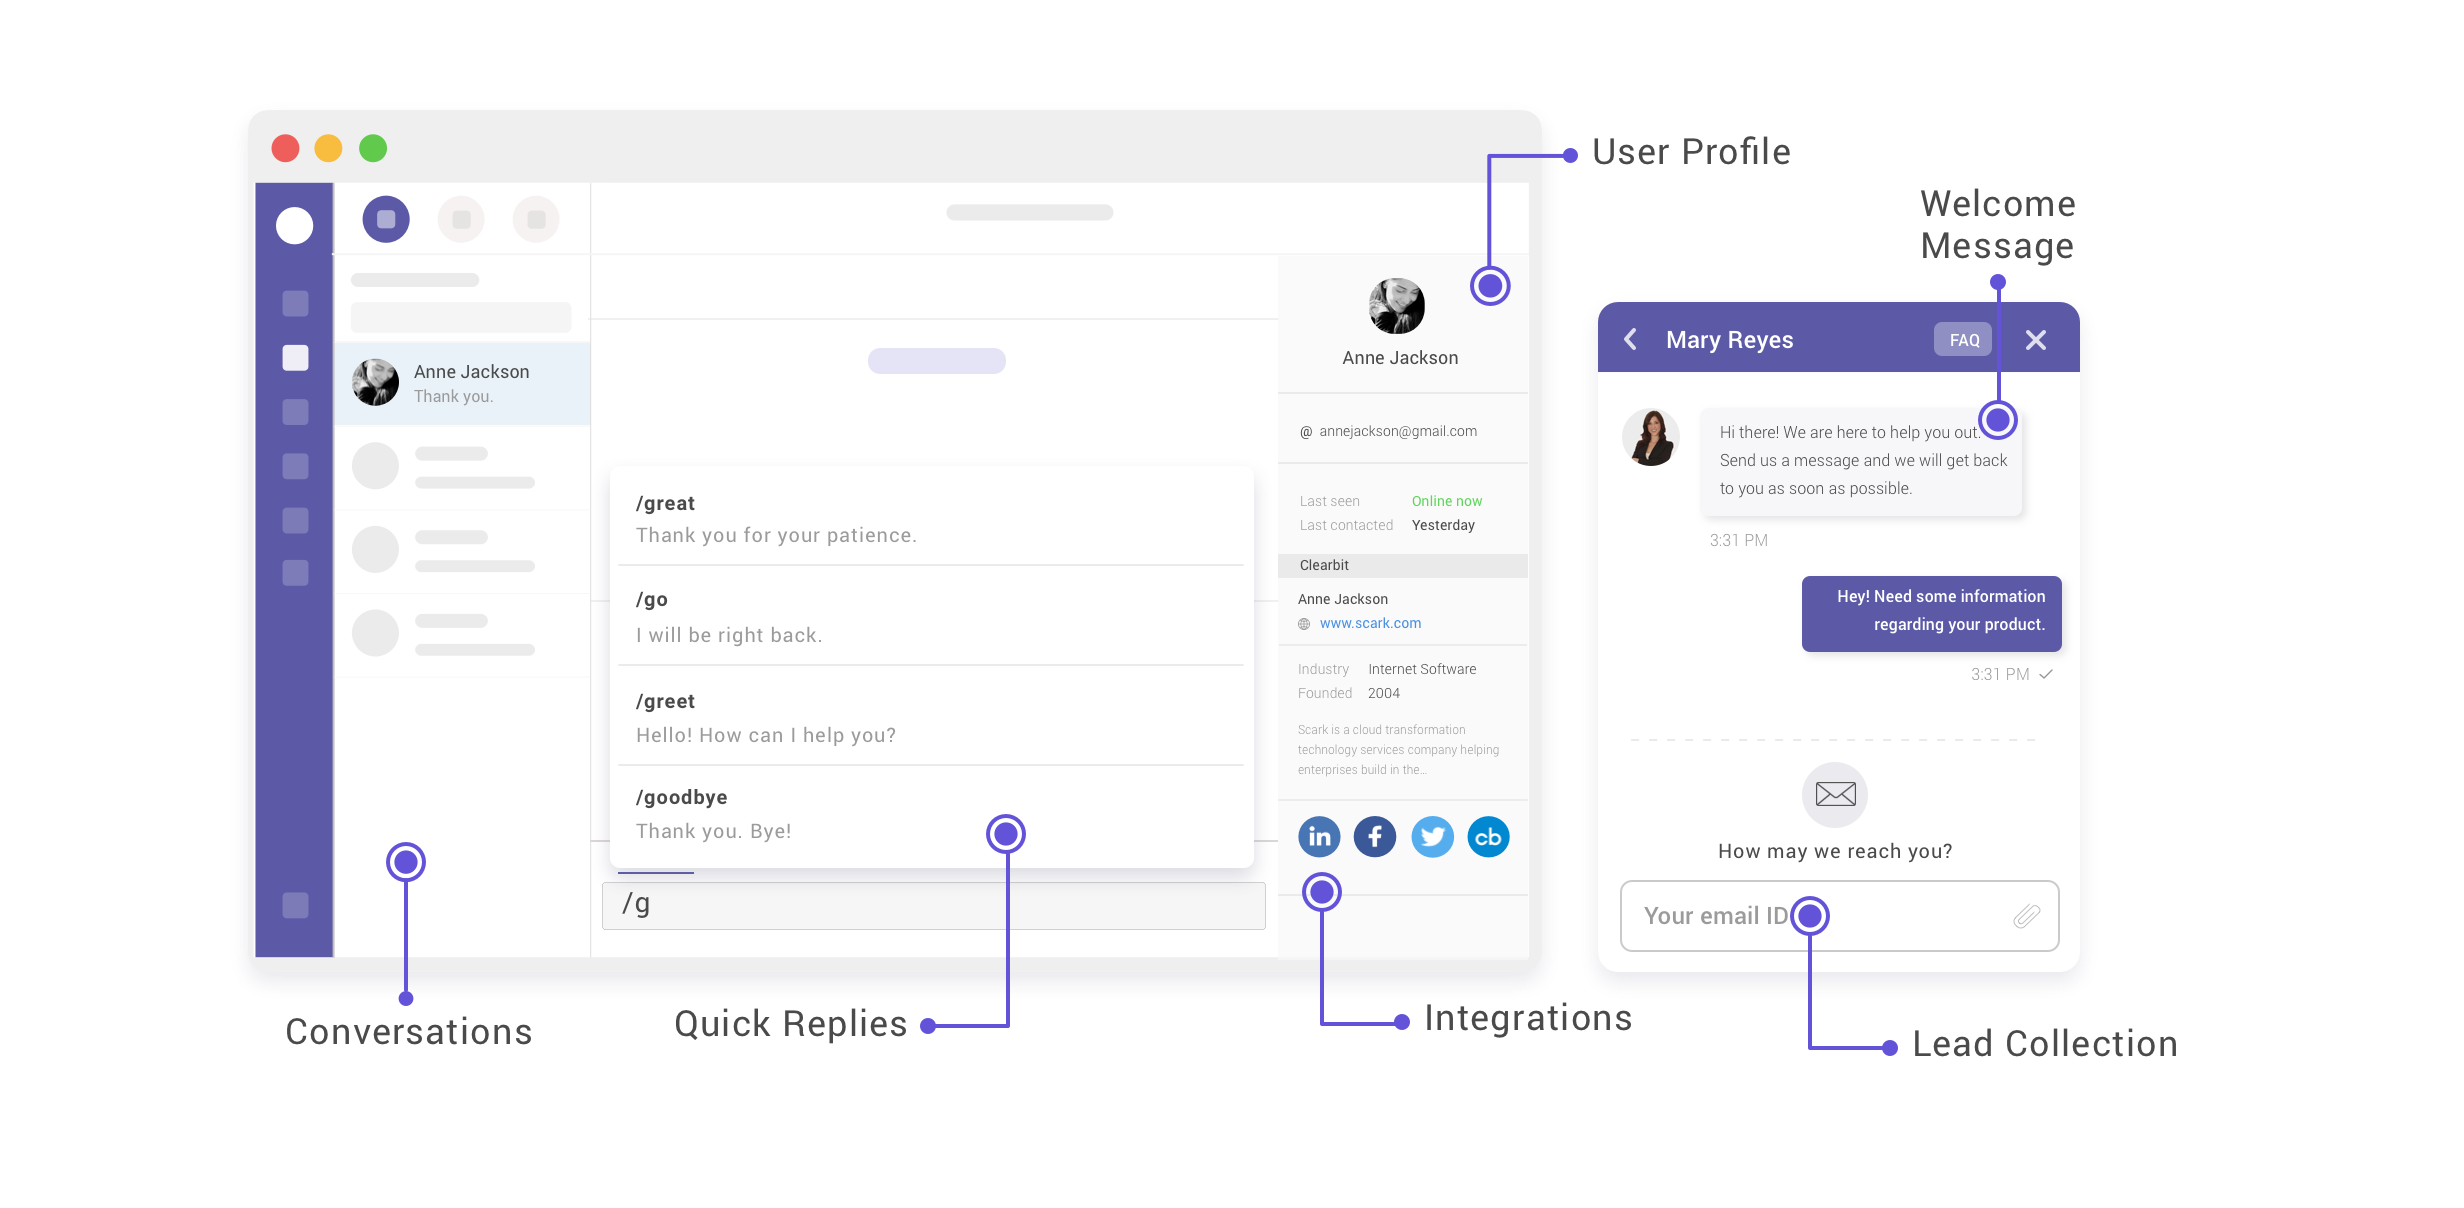 User Profile
Welcome
Message
Anne Jackson
Thank you.
/great
Thank you for your patience.
/go
I will be right back.
/greet
Hello! How can I help you?
/goodbye
Thank you. Bye!
/g
Anne Jackson
@ annejackson@gmail.com
Last seen Online now
Last contacted Yesterday
Clearbit
Anne Jackson
www.scark.com
Industry Internet Software
Founded 2004
Scark is a cloud transformation
technology services company helping
enterprises build in the...
in f cb
Mary Reyes FAQ
Hi there! We are here to help you out.
Send us a message and we will get back
to you as soon as possible.
3:31 PM
Hey! Need some information
regarding your product.
3:31 PM
How may we reach you?
Your email ID
Conversations
Quick Replies
Integrations
Lead Collection